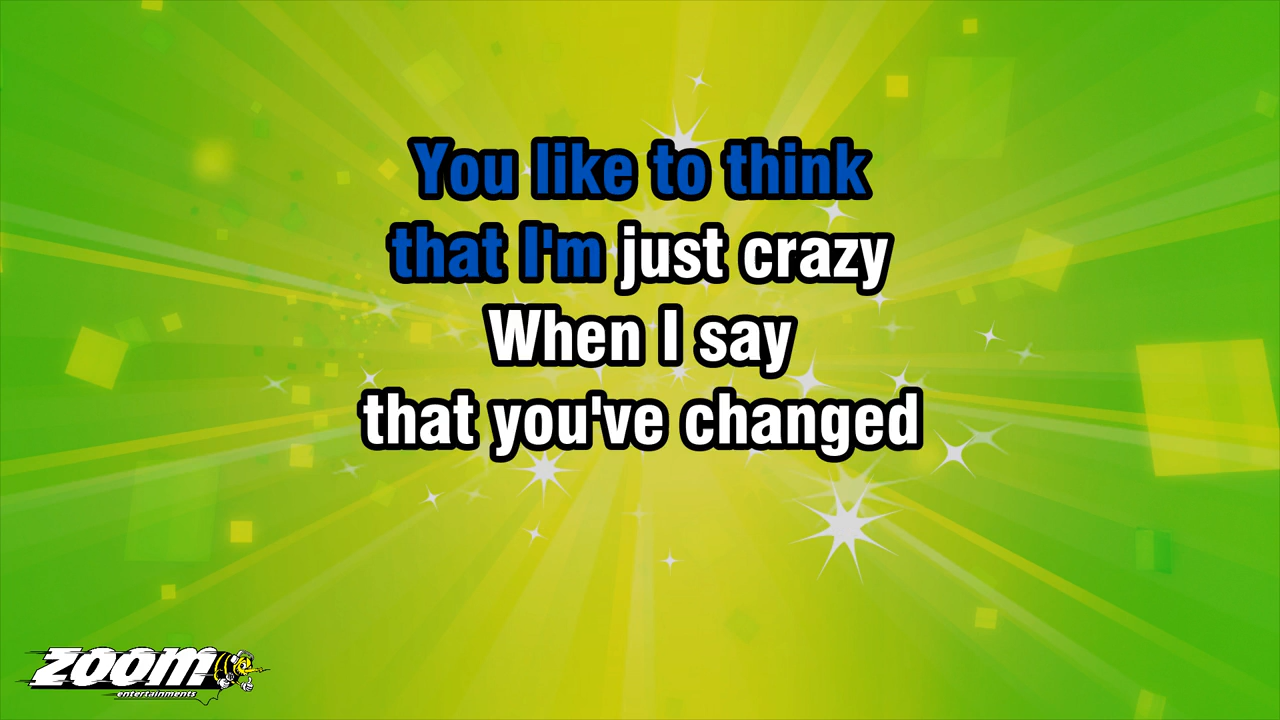 You like to think
that I'm just crazy
When I say
that you've changed
zoom
entertainments